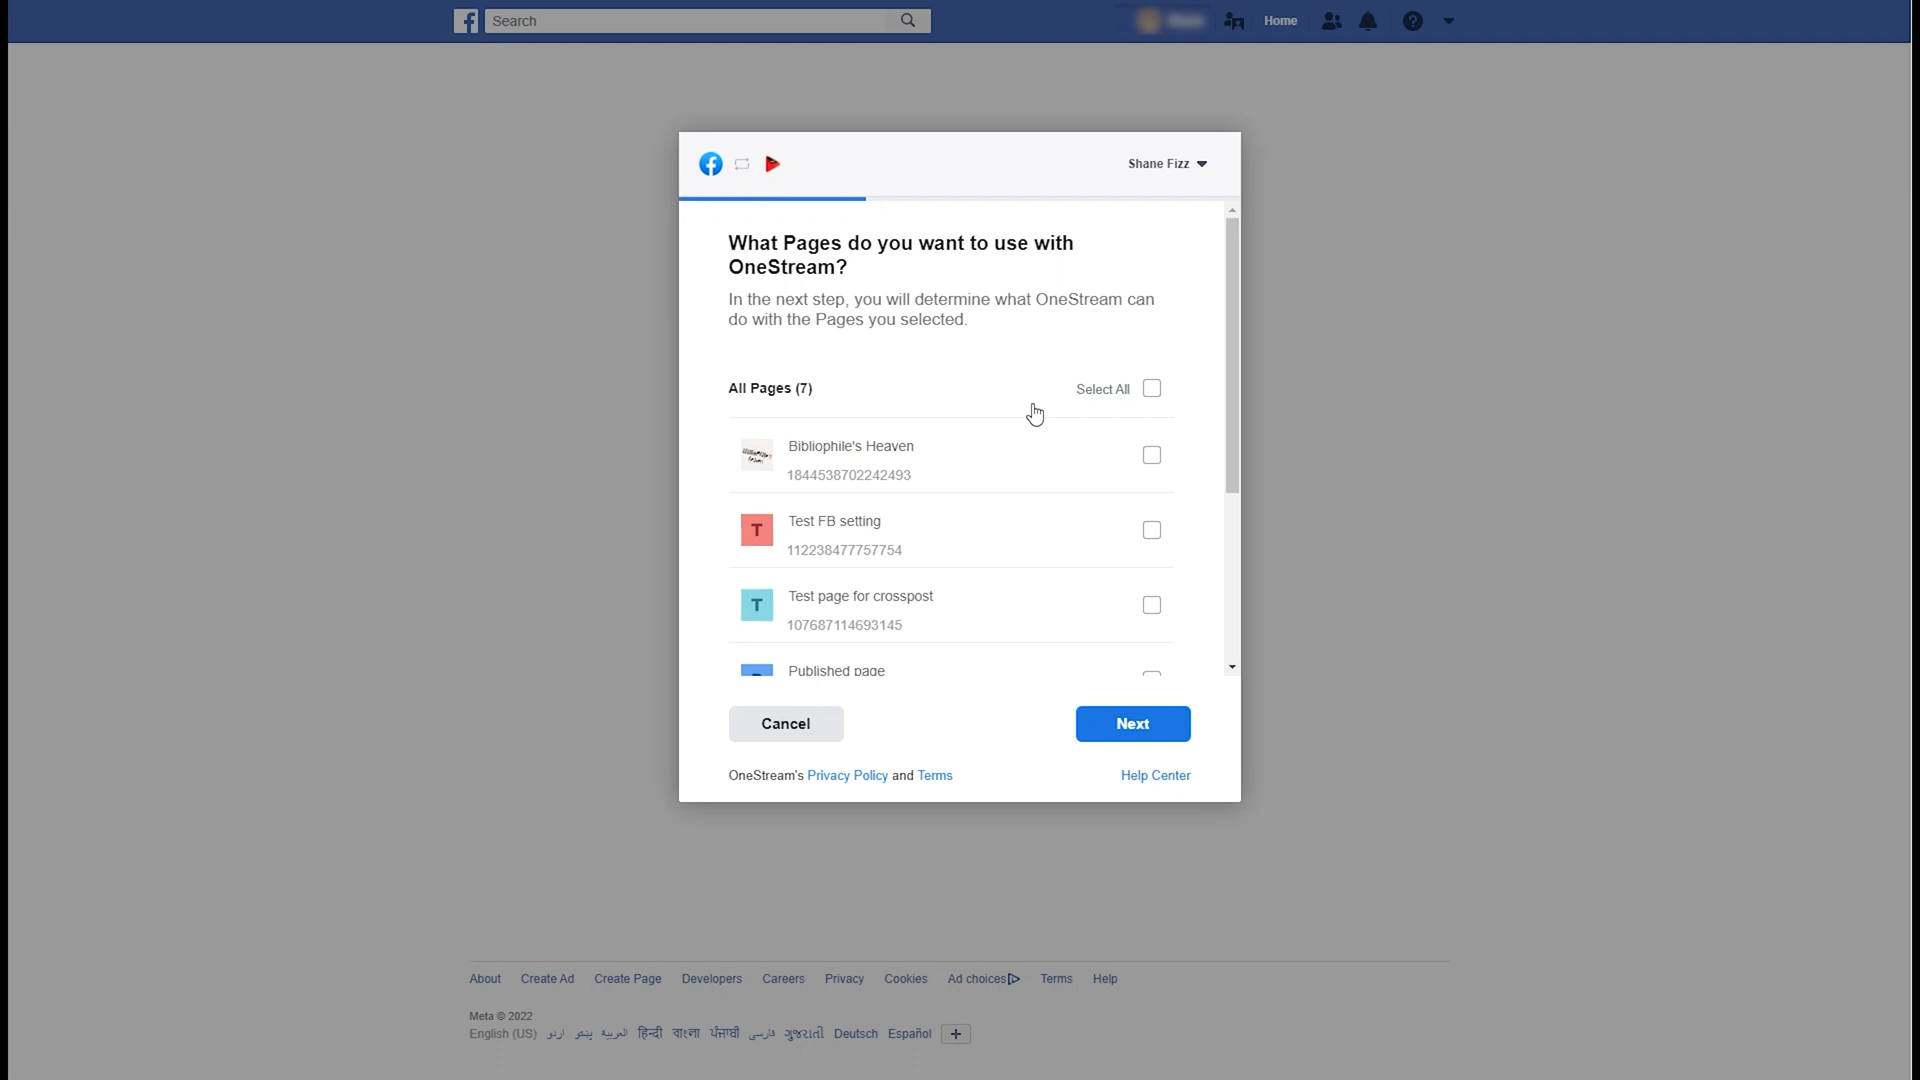 Search
Home
Shane Fizz
What Pages do you want to use with
OneStream?
In the next step, you will determine what OneStream can
do with the Pages you selected.
All Pages (7)
Select All
Bibliophile's Heaven
1844538702242493
T
Test FB setting
112238477757754
T
Test page for crosspost
107687114693145
Published page
Cancel
Next
OneStream's Privacy Policy and Terms
Help Center
About Create Ad Create Page Developers Careers Privacy Cookies Ad choices Terms Help
Meta © 2022
English (US) اردو پښتو العربية हिन्दी বাংলা ਪੰਜਾਬੀ فارسی ગુજરાતી Deutsch Español +